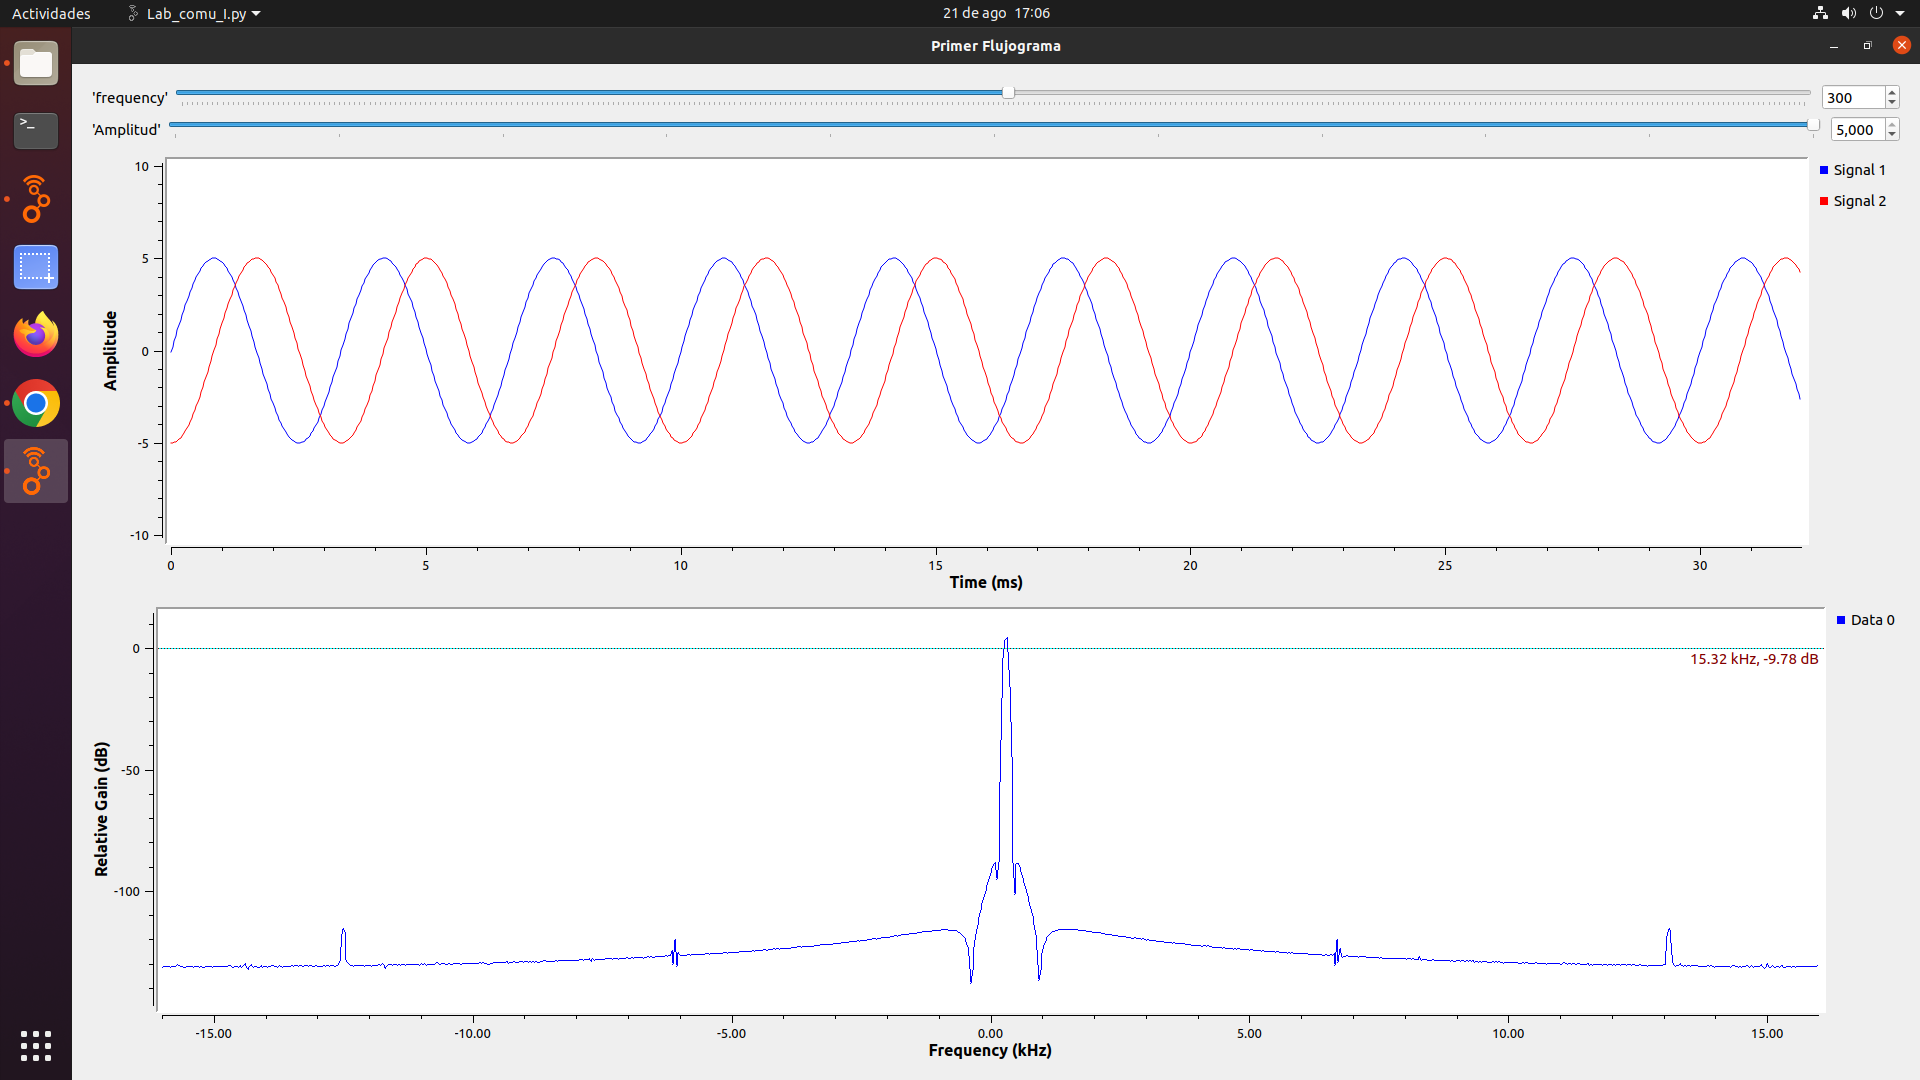 Actividades
Lab_comu_I.py
21 de ago 17:06
Primer Flujograma
'frequency'
300
'Amplitud'
5,000
10
5
0
-5
-10
Amplitude
0 5 10 15 20 25 30
Time (ms)
Signal 1
Signal 2
0
-50
-100
Relative Gain (dB)
15.32 kHz, -9.78 dB
Data 0
-15.00 -10.00 -5.00 0.00 5.00 10.00 15.00
Frequency (kHz)